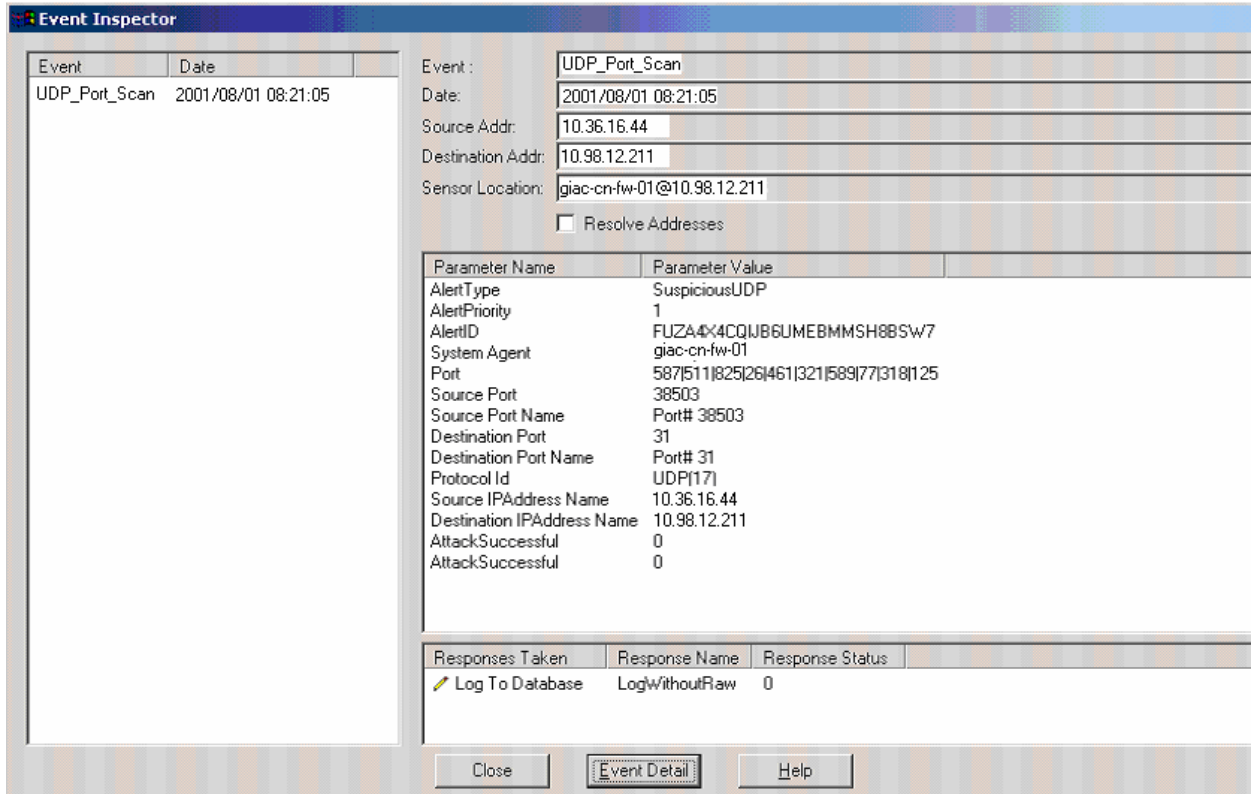 Event Inspector
Event Date
UDP_Port_Scan 2001/08/01 08:21:05
Event : UDP_Port_Scan
Date: 2001/08/01 08:21:05
Source Addr: 10.36.16.44
Destination Addr: 10.98.12.211
Sensor Location: giac-cn-fw-01@10.98.12.211
Resolve Addresses
Parameter Name Parameter Value
AlertType SuspiciousUDP
AlertPriority 1
AlertID FUZA4X4CQIJB6UMEBMMSH8BSW7
System Agent giac-cn-fw-01
Port 587|511|825|26|461|321|589|77|318|125
Source Port 38503
Source Port Name Port# 38503
Destination Port 31
Destination Port Name Port# 31
Protocol Id UDP(17)
Source IPAddress Name 10.36.16.44
Destination IPAddress Name 10.98.12.211
AttackSuccessful 0
AttackSuccessful 0
Responses Taken Response Name Response Status
Log To Database LogWithoutRaw 0
Close Event Detail Help